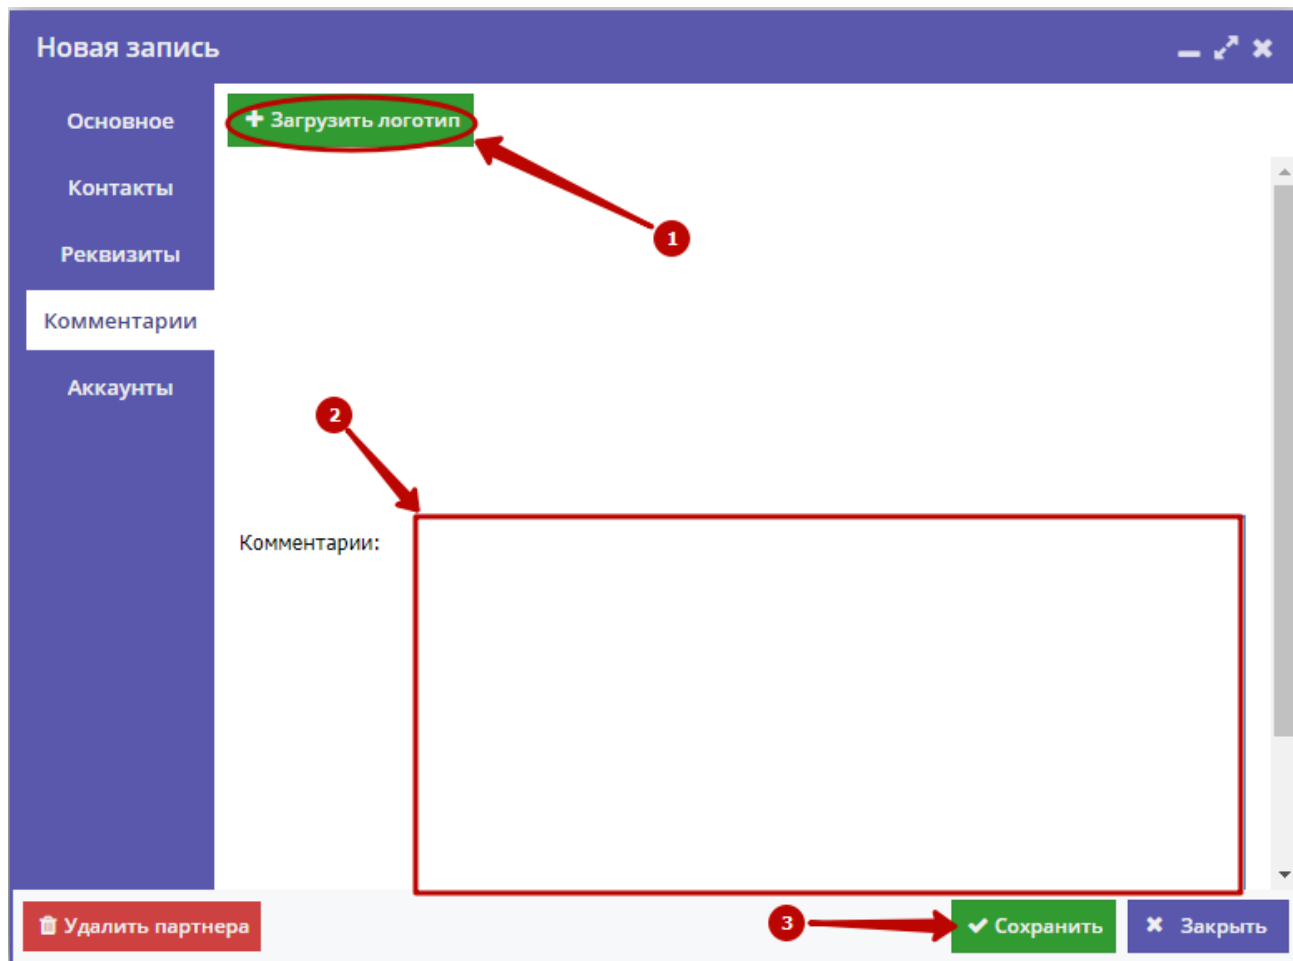 Новая запись
Основное
Контакты
Реквизиты
Комментарии
Аккаунты
Загрузить логотип
1
2
Комментарии:
Удалить партнера
3
Сохранить
Закрыть